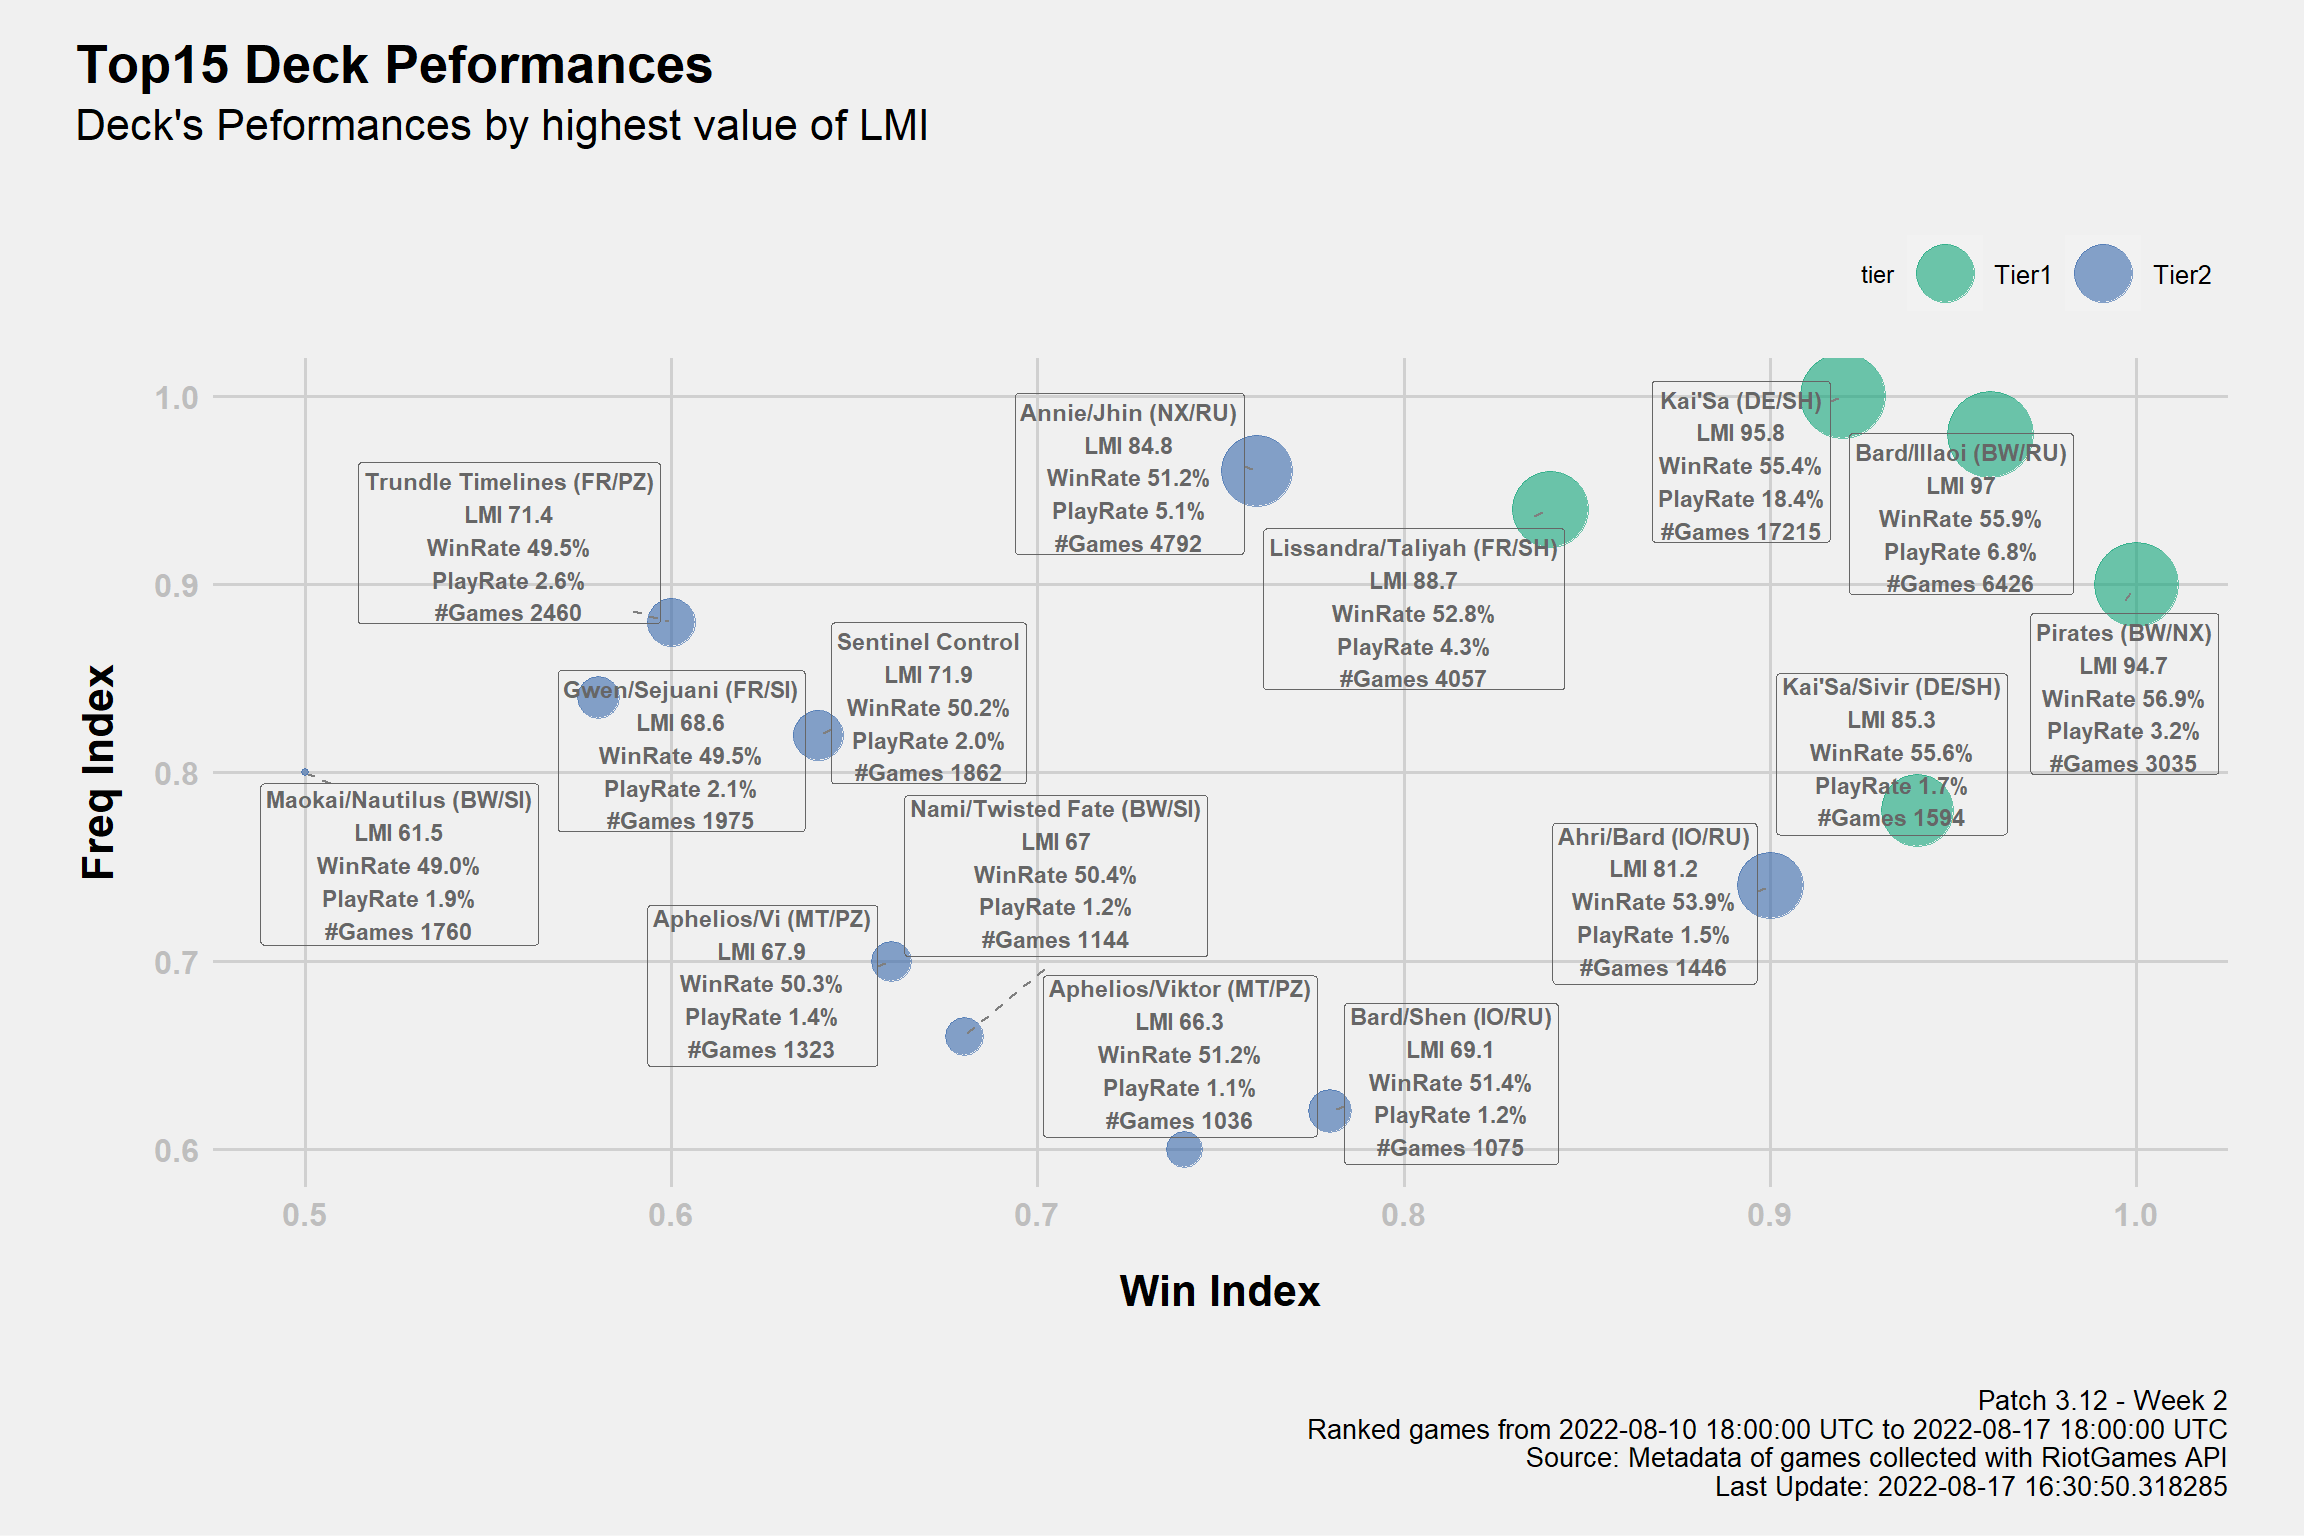 Top15 Deck Peformances
Deck's Peformances by highest value of LMI
tier
Tier1
Tier2
Freq Index
1.0
0.9
0.8
0.7
0.6
Annie/Jhin (NX/RU)
LMI 84.8
WinRate 51.2%
PlayRate 5.1%
#Games 4792
Kai'Sa (DE/SH)
LMI 95.8
WinRate 55.4%
PlayRate 18.4%
#Games 17215
Bard/Illaoi (BW/RU)
LMI 97
WinRate 55.9%
PlayRate 6.8%
#Games 6426
Trundle Timelines (FR/PZ)
LMI 71.4
WinRate 49.5%
PlayRate 2.6%
#Games 2460
Lissandra/Taliyah (FR/SH)
LMI 88.7
WinRate 52.8%
PlayRate 4.3%
#Games 4057
Pirates (BW/NX)
LMI 94.7
WinRate 56.9%
PlayRate 3.2%
#Games 3035
Sentinel Control
LMI 71.9
WinRate 50.2%
PlayRate 2.0%
#Games 1862
Gwen/Sejuani (FR/SI)
LMI 68.6
WinRate 49.5%
PlayRate 2.1%
#Games 1975
Kai'Sa/Sivir (DE/SH)
LMI 85.3
WinRate 55.6%
PlayRate 1.7%
#Games 1594
Maokai/Nautilus (BW/SI)
LMI 61.5
WinRate 49.0%
PlayRate 1.9%
#Games 1760
Nami/Twisted Fate (BW/SI)
LMI 67
WinRate 50.4%
PlayRate 1.2%
#Games 1144
Ahri/Bard (IO/RU)
LMI 81.2
WinRate 53.9%
PlayRate 1.5%
#Games 1446
Aphelios/Vi (MT/PZ)
LMI 67.9
WinRate 50.3%
PlayRate 1.4%
#Games 1323
Aphelios/Viktor (MT/PZ)
LMI 66.3
WinRate 51.2%
PlayRate 1.1%
#Games 1036
Bard/Shen (IO/RU)
LMI 69.1
WinRate 51.4%
PlayRate 1.2%
#Games 1075
0.5
0.6
0.7
0.8
0.9
1.0
Win Index
Patch 3.12 - Week 2
Ranked games from 2022-08-10 18:00:00 UTC to 2022-08-17 18:00:00 UTC
Source: Metadata of games collected with RiotGames API
Last Update: 2022-08-17 16:30:50.318285